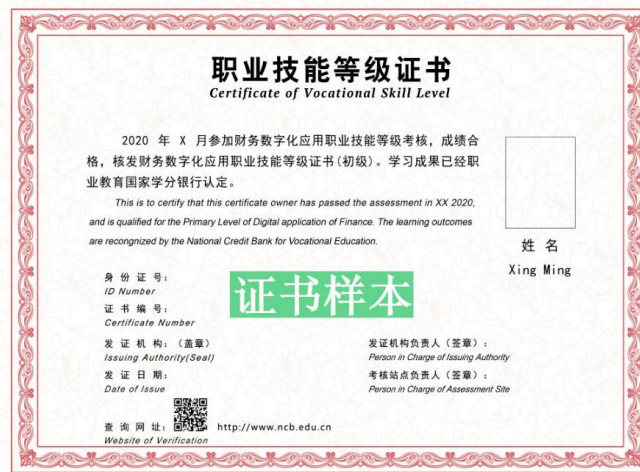 职业技能等级证书
Certificate of Vocational Skill Level
2020 年 X 月参加财务数字化应用职业技能等级考核，成绩合
格，核发财务数字化应用职业技能等级证书(初级)。学习成果已经职
业教育国家学分银行认定。
This is to certify that this certificate owner has passed the assessment in XX 2020,
and is qualified for the Primary Level of Digital application of Finance. The learning outcomes
are recongnized by the National Credit Bank for Vocational Education.
姓 名
Xing Ming
身 份 证 号：
ID Number
证书样本
证 书 编 号：
Certificate Number
发 证 机 构：（盖章）
Issuing Authority(Seal)
发证机构负责人（签章）：
Person in Charge of Issuing Authority
发 证 日 期：
Date of Issue
考核站点负责人（签章）：
Person in Charge of Assessment Site
查 询 网 址：
http://www.ncb.edu.cn
Website of Verification